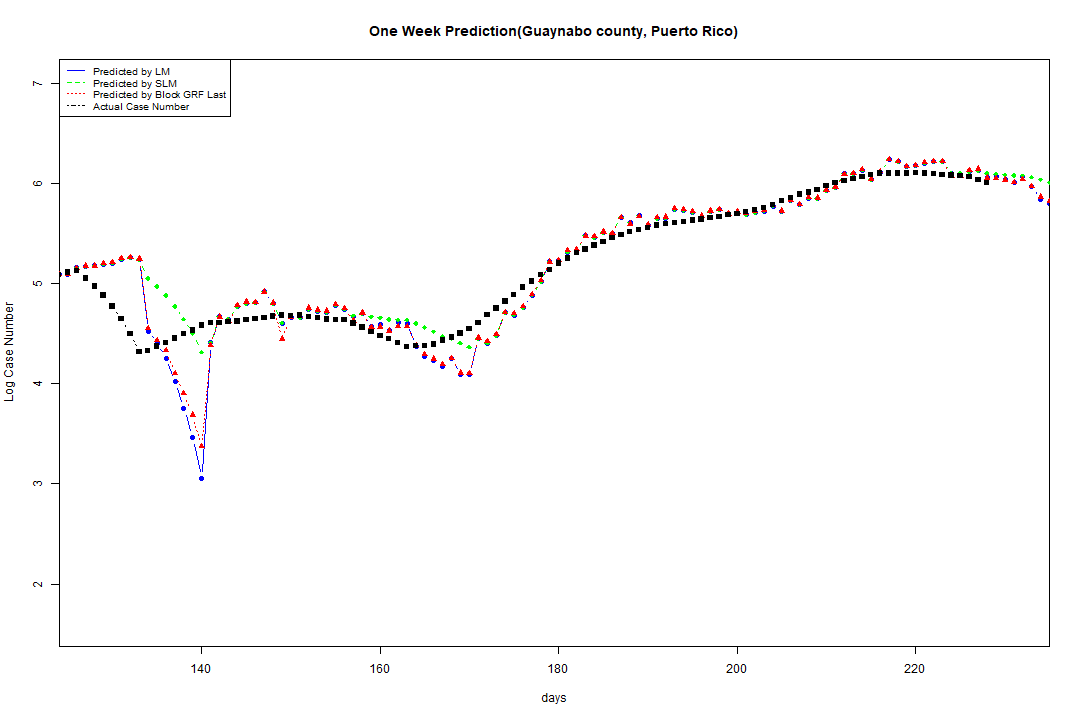 One Week Prediction(Guaynabo county, Puerto Rico)
Predicted by LM
Predicted by SLM
Predicted by Block GRF Last
Actual Case Number
7
6
5
4
3
2
Log Case Number
140 160 180 200 220
days